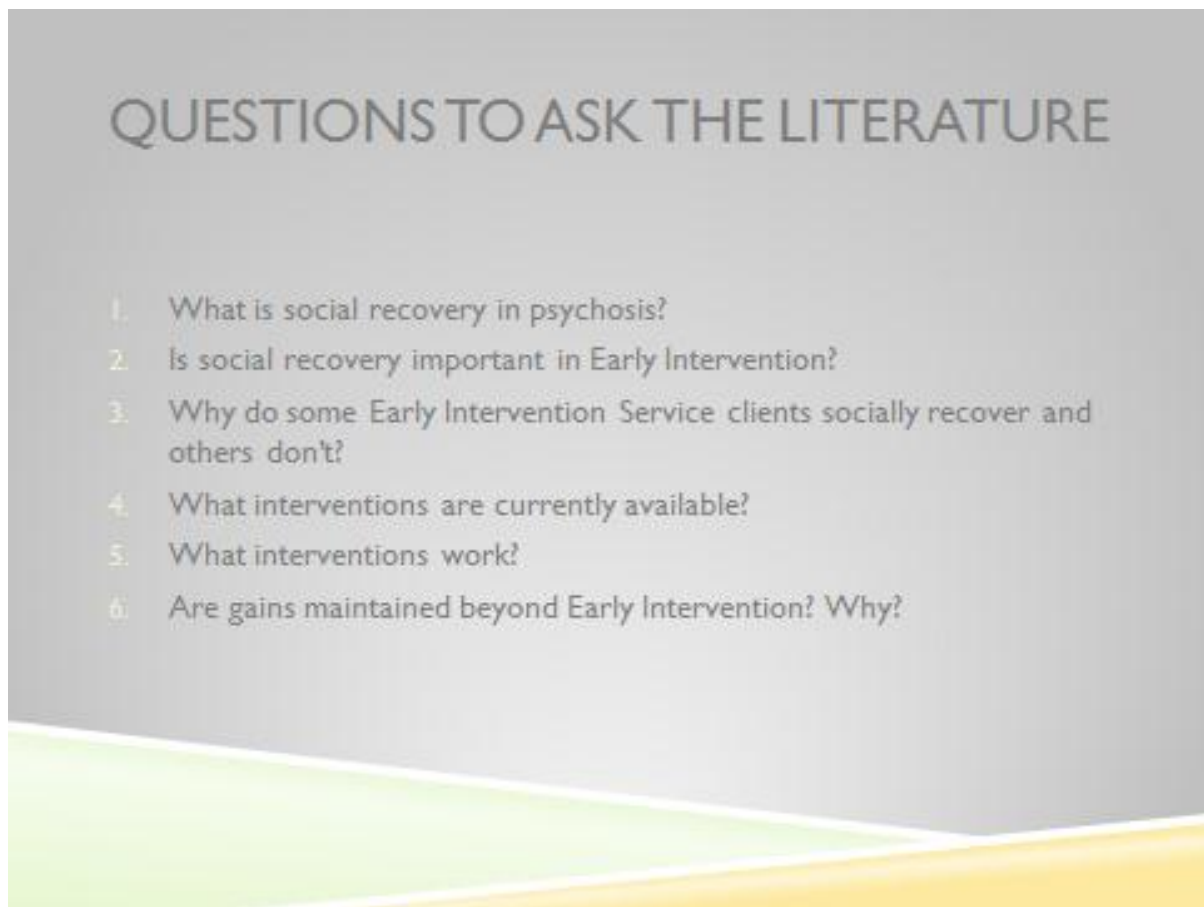 QUESTIONS TO ASK THE LITERATURE
1. What is social recovery in psychosis?
2. Is social recovery important in Early Intervention?
3. Why do some Early Intervention Service clients socially recover and
others don't?
4. What interventions are currently available?
5. What interventions work?
6. Are gains maintained beyond Early Intervention? Why?